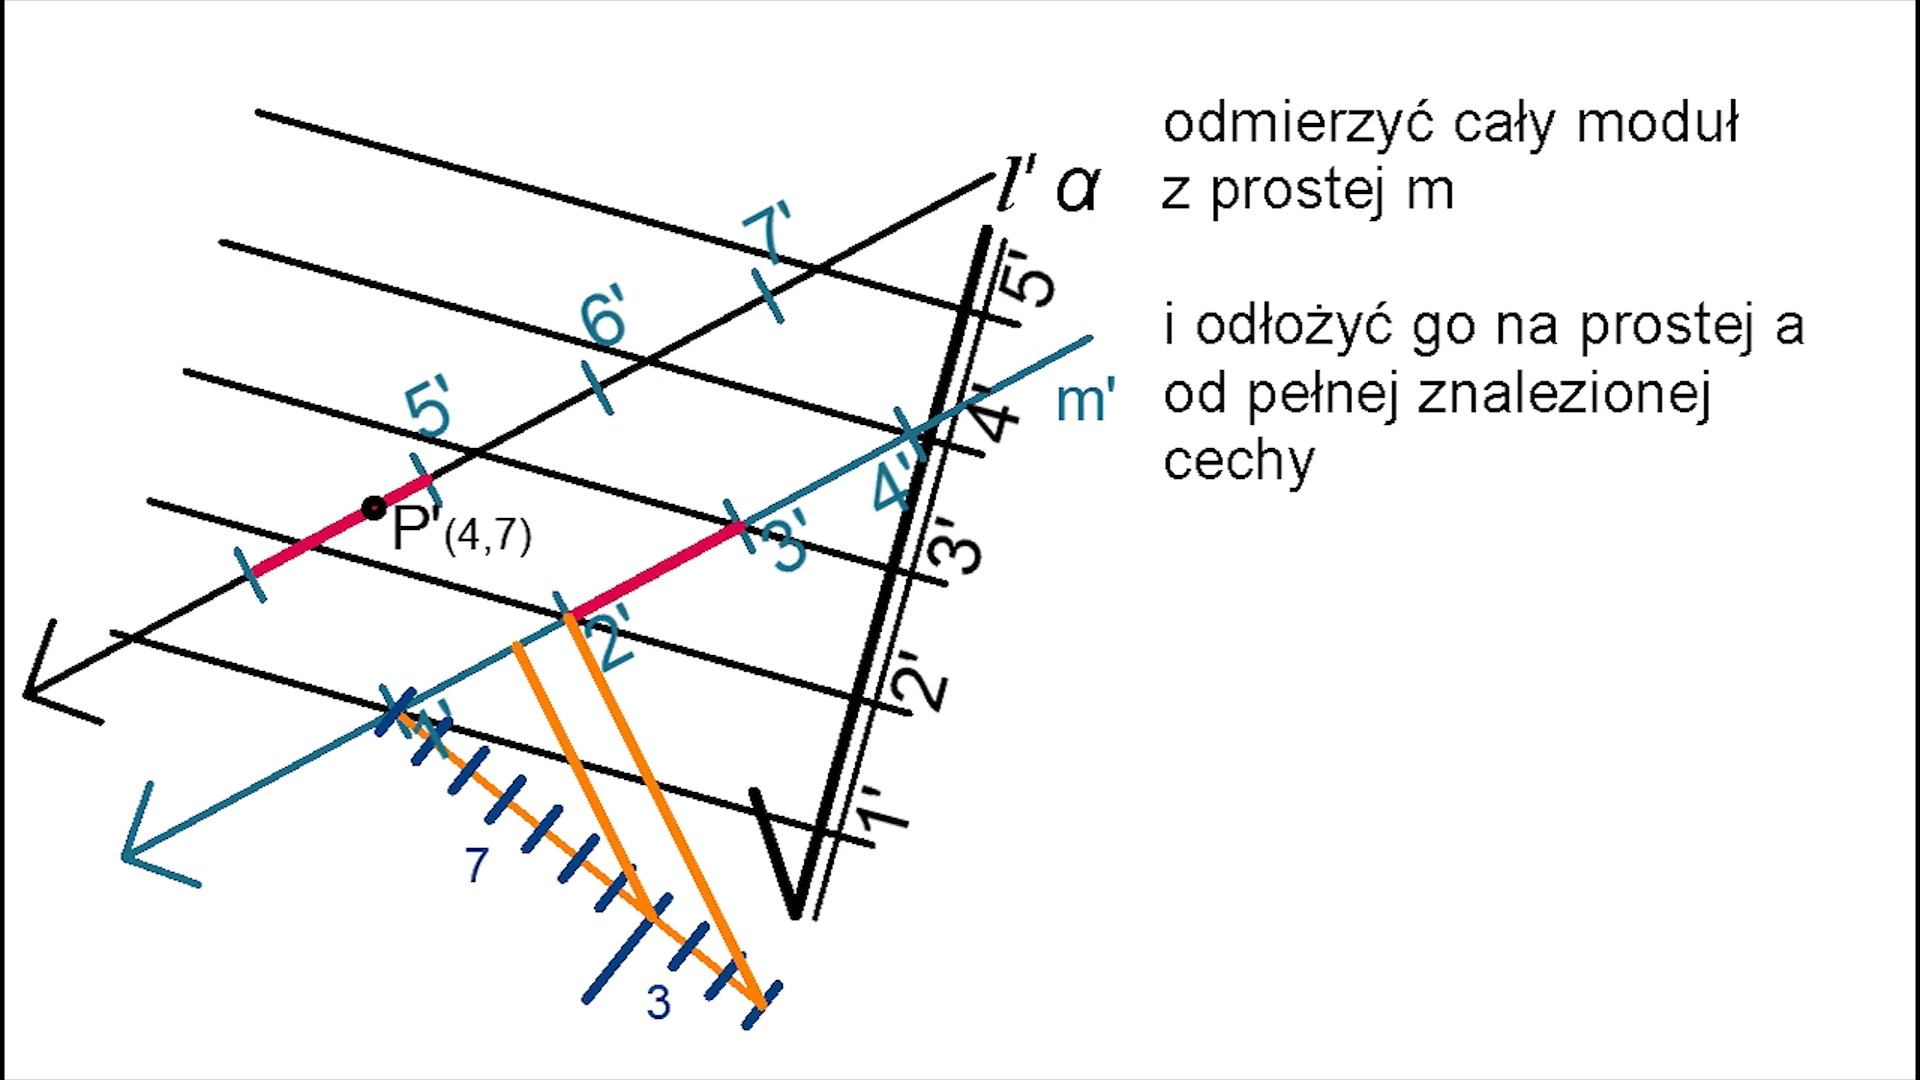 odmierzyć cały moduł
z prostej m
i odłożyć go na prostej a
od pełnej znalezionej
cechy
l' α
7'
6'
5'
5'
4'
3'
2'
1'
m'
4'
3'
2'
1'
P'(4,7)
7
3